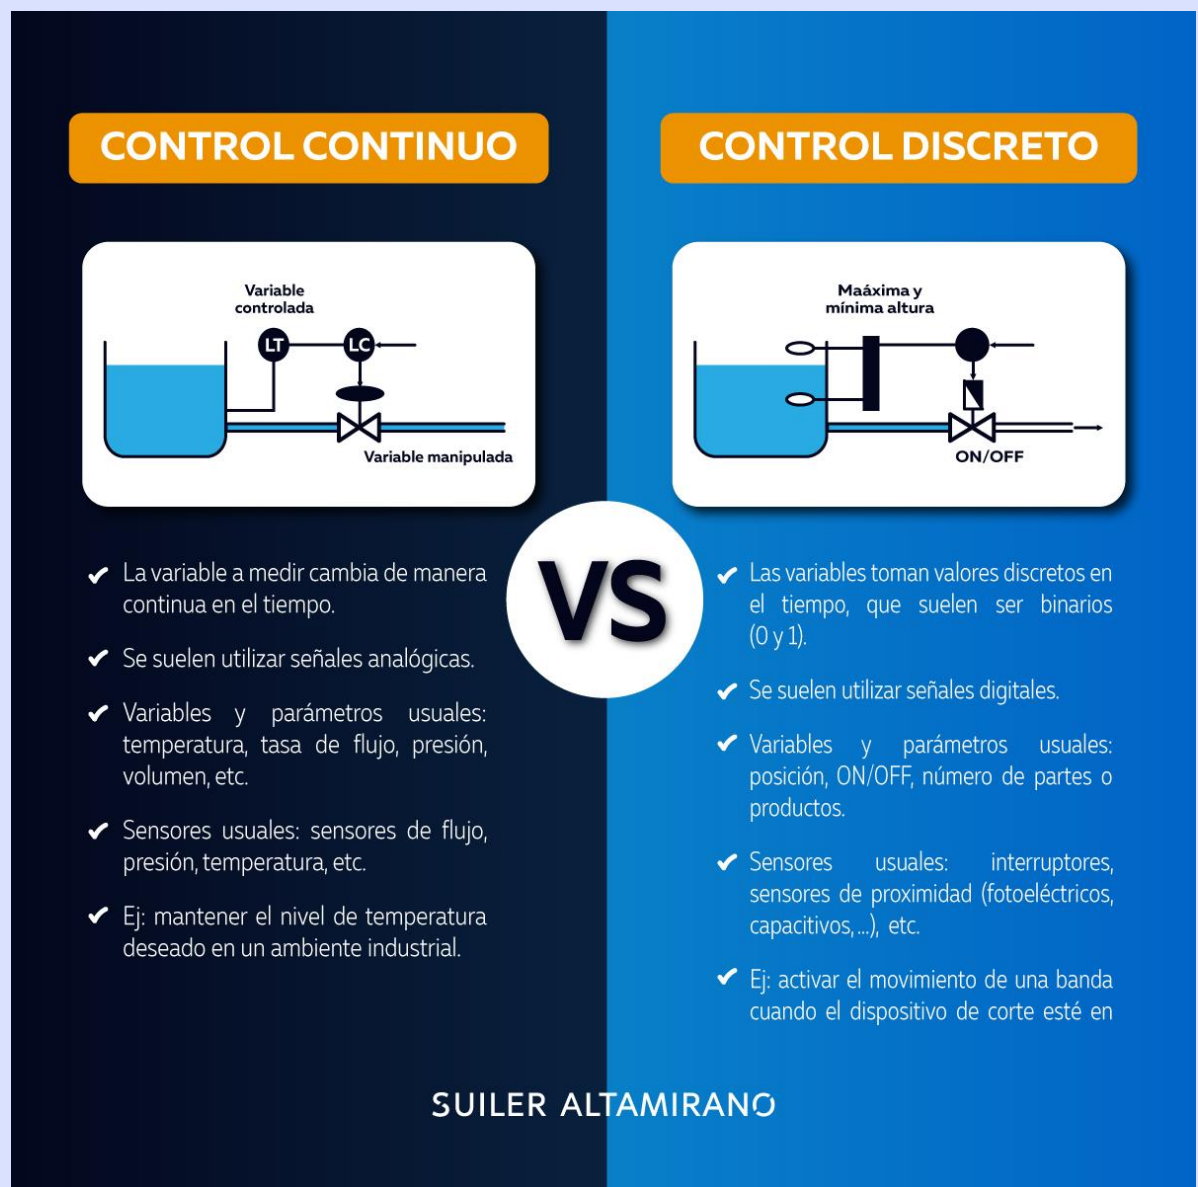 CONTROL CONTINUO
Variable
controlada
LT
LC
Variable manipulada
La variable a medir cambia de manera
continua en el tiempo.
Se suelen utilizar señales analógicas.
Variables y parámetros usuales:
temperatura, tasa de flujo, presión,
volumen, etc.
Sensores usuales: sensores de flujo,
presión, temperatura, etc.
Ej: mantener el nivel de temperatura
deseado en un ambiente industrial.
VS
CONTROL DISCRETO
Maáxima y
mínima altura
ON/OFF
Las variables toman valores discretos en
el tiempo, que suelen ser binarios
(0 y 1).
Se suelen utilizar señales digitales.
Variables y parámetros usuales:
posición, ON/OFF, número de partes o
productos.
Sensores usuales: interruptores,
sensores de proximidad (fotoeléctricos,
capacitivos,...), etc.
Ej: activar el movimiento de una banda
cuando el dispositivo de corte esté en
SUILER ALTAMIRANO